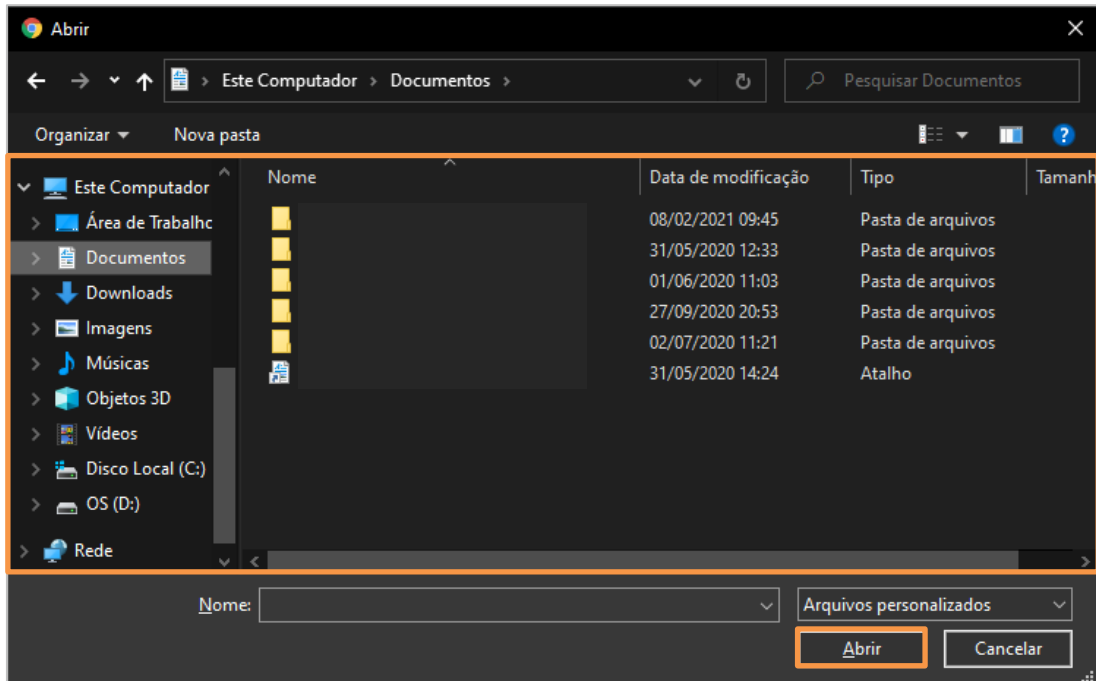 Abrir
Este Computador > Documentos >
Pesquisar Documentos
Organizar
Nova pasta
Este Computador
Área de Trabalho
Documentos
Downloads
Imagens
Músicas
Objetos 3D
Vídeos
Disco Local (C:)
OS (D:)
Rede
Nome Data de modificação Tipo Tamanh
08/02/2021 09:45 Pasta de arquivos
31/05/2020 12:33 Pasta de arquivos
01/06/2020 11:03 Pasta de arquivos
27/09/2020 20:53 Pasta de arquivos
02/07/2020 11:21 Pasta de arquivos
31/05/2020 14:24 Atalho
Nome:
Arquivos personalizados
Abrir
Cancelar